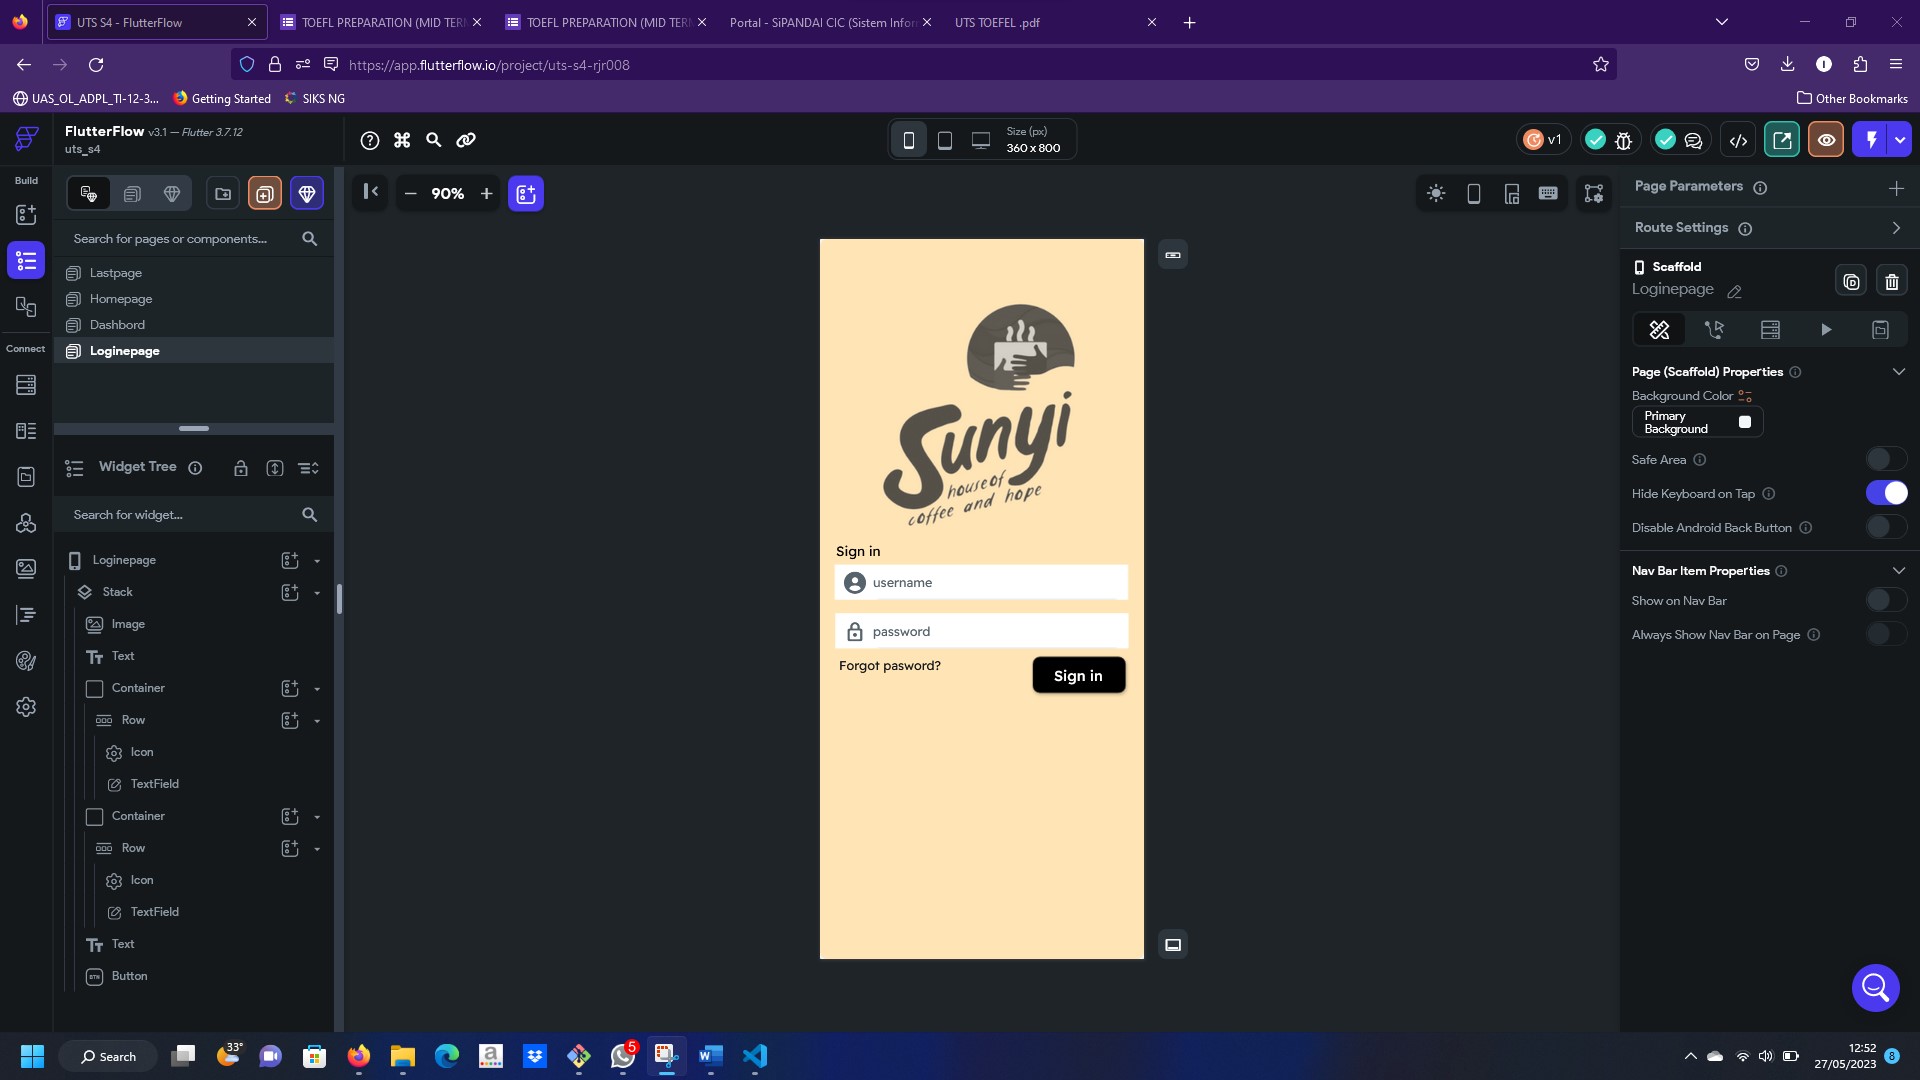 UTS S4 - FlutterFlow
TOEFL PREPARATION (MID TERM
TOEFL PREPARATION (MID TERM
Portal - SiPANDAI CIC (Sistem Infor
UTS TOEFEL .pdf
https://app.flutterflow.io/project/uts-s4-rjr008
UAS_OL_ADPL_TI-12-3...
Getting Started
SIKS NG
Other Bookmarks
FlutterFlow v3.1 — Flutter 3.7.12
uts_s4
Size (px)
360 x 800
v1
Build
Connect
Search for pages or components...
Lastpage
Homepage
Dashbord
Loginepage
Widget Tree
Search for widget...
Loginepage
Stack
Image
Text
Container
Row
Icon
TextField
Container
Row
Icon
TextField
Text
Button
90%
Sunyi
house of
coffee and hope
Sign in
username
password
Forgot pasword?
Sign in
Page Parameters
Route Settings
Scaffold
Loginepage
Page (Scaffold) Properties
Background Color
Primary
Background
Safe Area
Hide Keyboard on Tap
Disable Android Back Button
Nav Bar Item Properties
Show on Nav Bar
Always Show Nav Bar on Page
Search
33°
5
12:52
27/05/2023
8